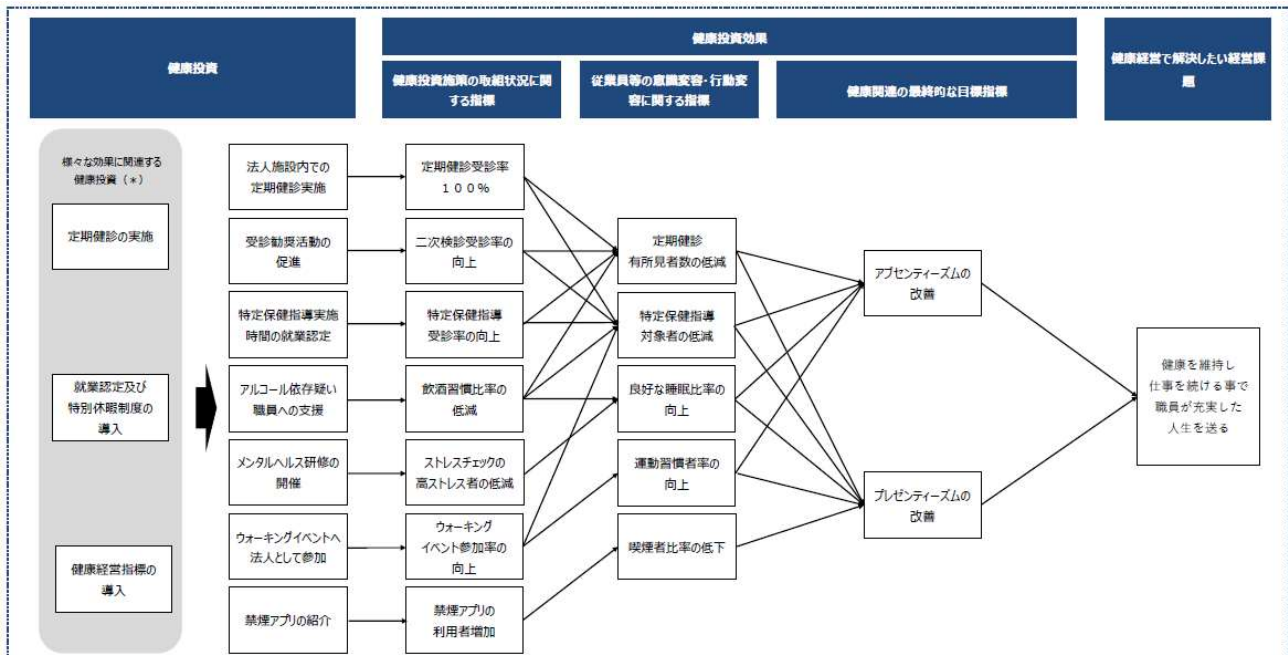 健康投資
健康投資効果
健康経営で解決したい経営課
題
健康投資施策の取組状況に関
する指標
従業員等の意識変容・行動変
容に関する指標
健康関連の最終的な目標指標
様々な効果に関連する
健康投資（＊）
定期健診の実施
就業認定及び
特別休暇制度の
導入
健康経営指標の
導入
法人施設内での
定期健診実施
受診勧奨活動の
促進
特定保健指導実施
時間の就業認定
アルコール依存疑い
職員への支援
メンタルヘルス研修の
開催
ウォーキングイベントへ
法人として参加
禁煙アプリの紹介
定期健診受診率
１００％
二次検診受診率の
向上
特定保健指導
受診率の向上
飲酒習慣比率の
低減
ストレスチェックの
高ストレス者の低減
ウォーキング
イベント参加率の
向上
禁煙アプリの
利用者増加
定期健診
有所見者数の低減
特定保健指導
対象者の低減
良好な睡眠比率の
向上
運動習慣者率の
向上
喫煙者比率の低下
アブセンティーズムの
改善
プレゼンティーズムの
改善
健康を維持し
仕事を続ける事で
職員が充実した
人生を送る